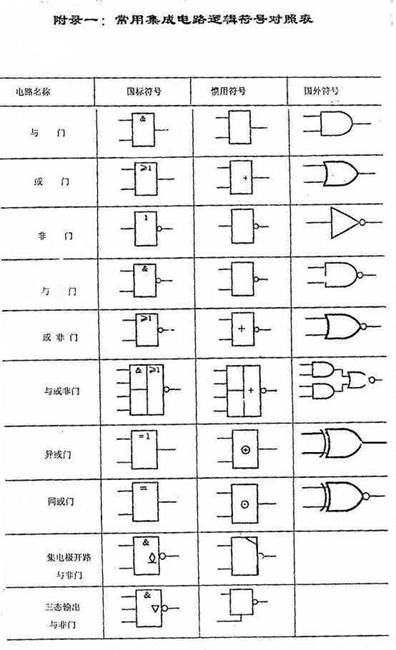 附录一：常用集成电路逻辑符号对照表
电路名称 国标符号 惯用符号 国外符号
与 门 &
或 门 ≥1 +
非 门 1
与 门 &
或 非 门 ≥1 +
与或非门 & ≥1 +
异或门 =1 ⊕
同或门 = ⊙
集电极开路 &
与非门
三态输出 &
与非门